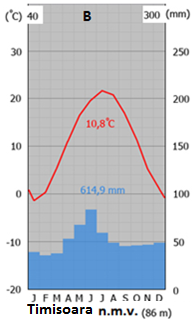 (°C) 40 B 300 (mm)
30 250
20 200
10,8°C
10 150
614,9 mm
0 100
-10 50
-20 0
J F M A M J J A S O N D
Timisoara n.m.v. (86 m)